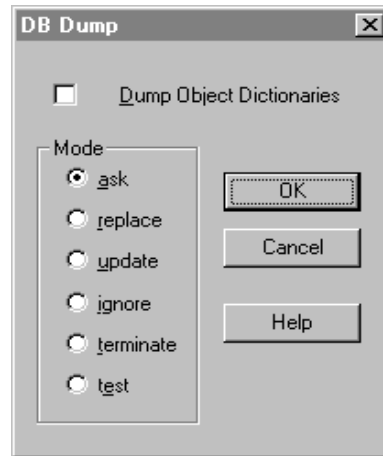 DB Dump
Dump Object Dictionaries
Mode
ask
replace
update
ignore
terminate
test
OK
Cancel
Help